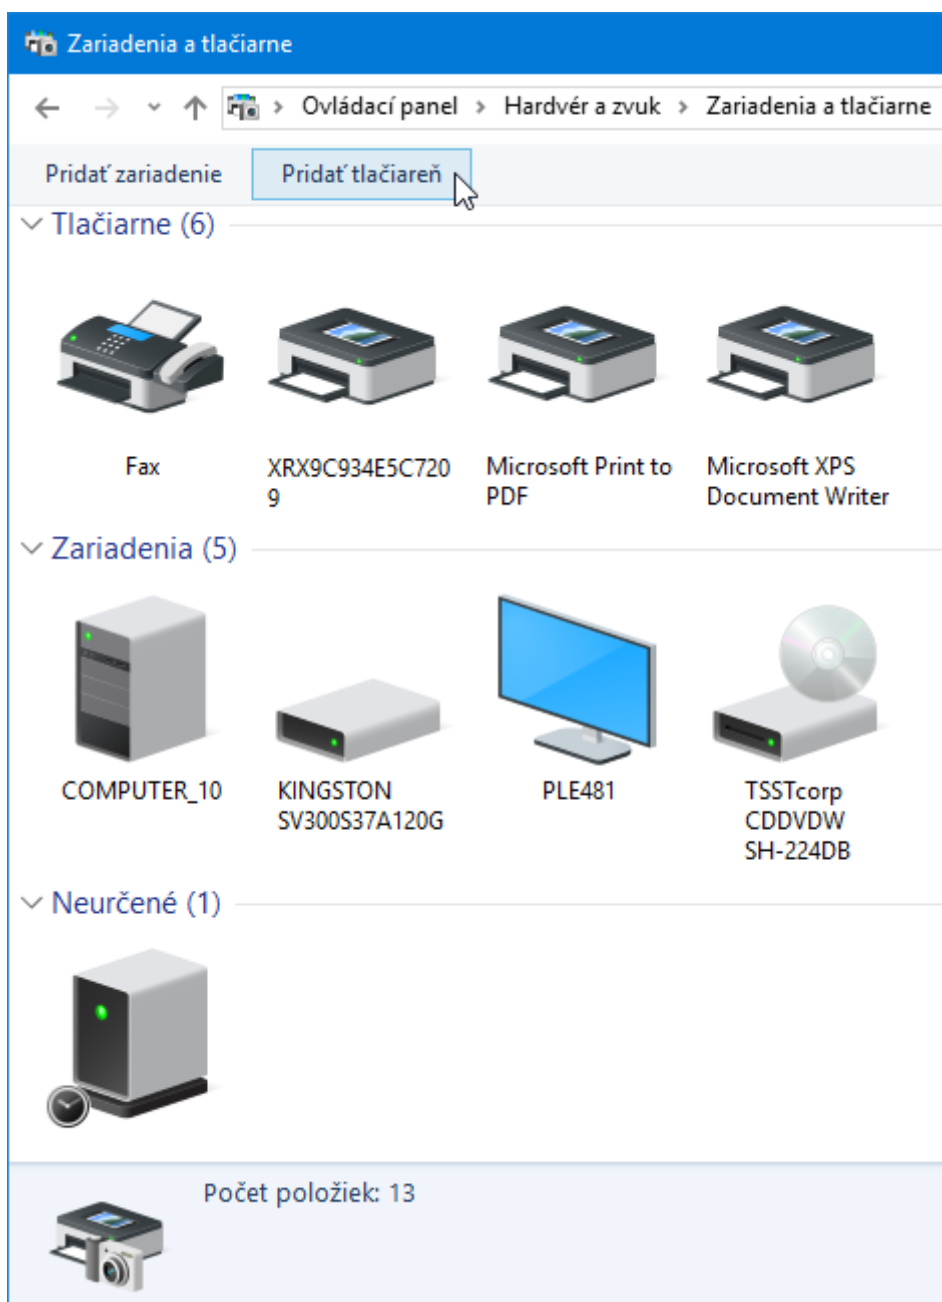 Zariadenia a tlačiarne
Ovládací panel > Hardvér a zvuk > Zariadenia a tlačiarne
Pridať zariadenie Pridať tlačiareň
Tlačiarne (6)
Fax XRX9C934E5C720 Microsoft Print to Microsoft XPS
9 PDF Document Writer
Zariadenia (5)
COMPUTER_10 KINGSTON PLE481 TSSTcorp
SV300S37A120G CDDVDW
SH-224DB
Neurčené (1)
Počet položiek: 13